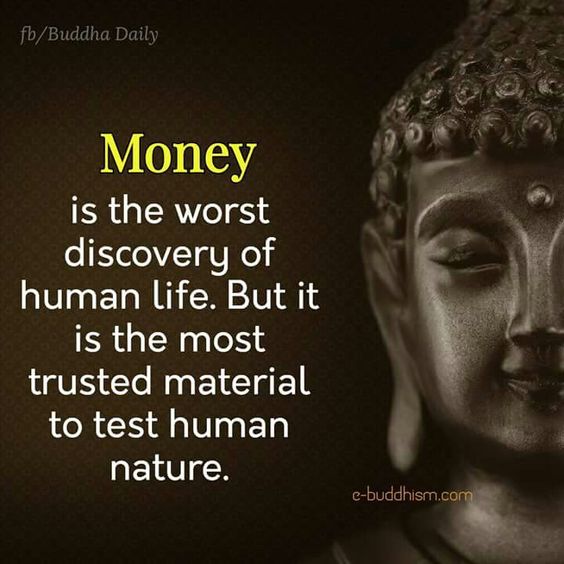 fb/Buddha Daily
Money
is the worst
discovery of
human life. But it
is the most
trusted material
to test human
nature.
e-buddhism.com